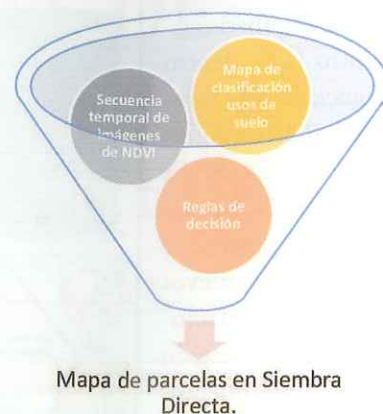 Mapa de
clasificación
usos de
suelo
Secuencia
temporal de
imágenes
de NDVI
Reglas de
decisión
Mapa de parcelas en Siembra
Directa.